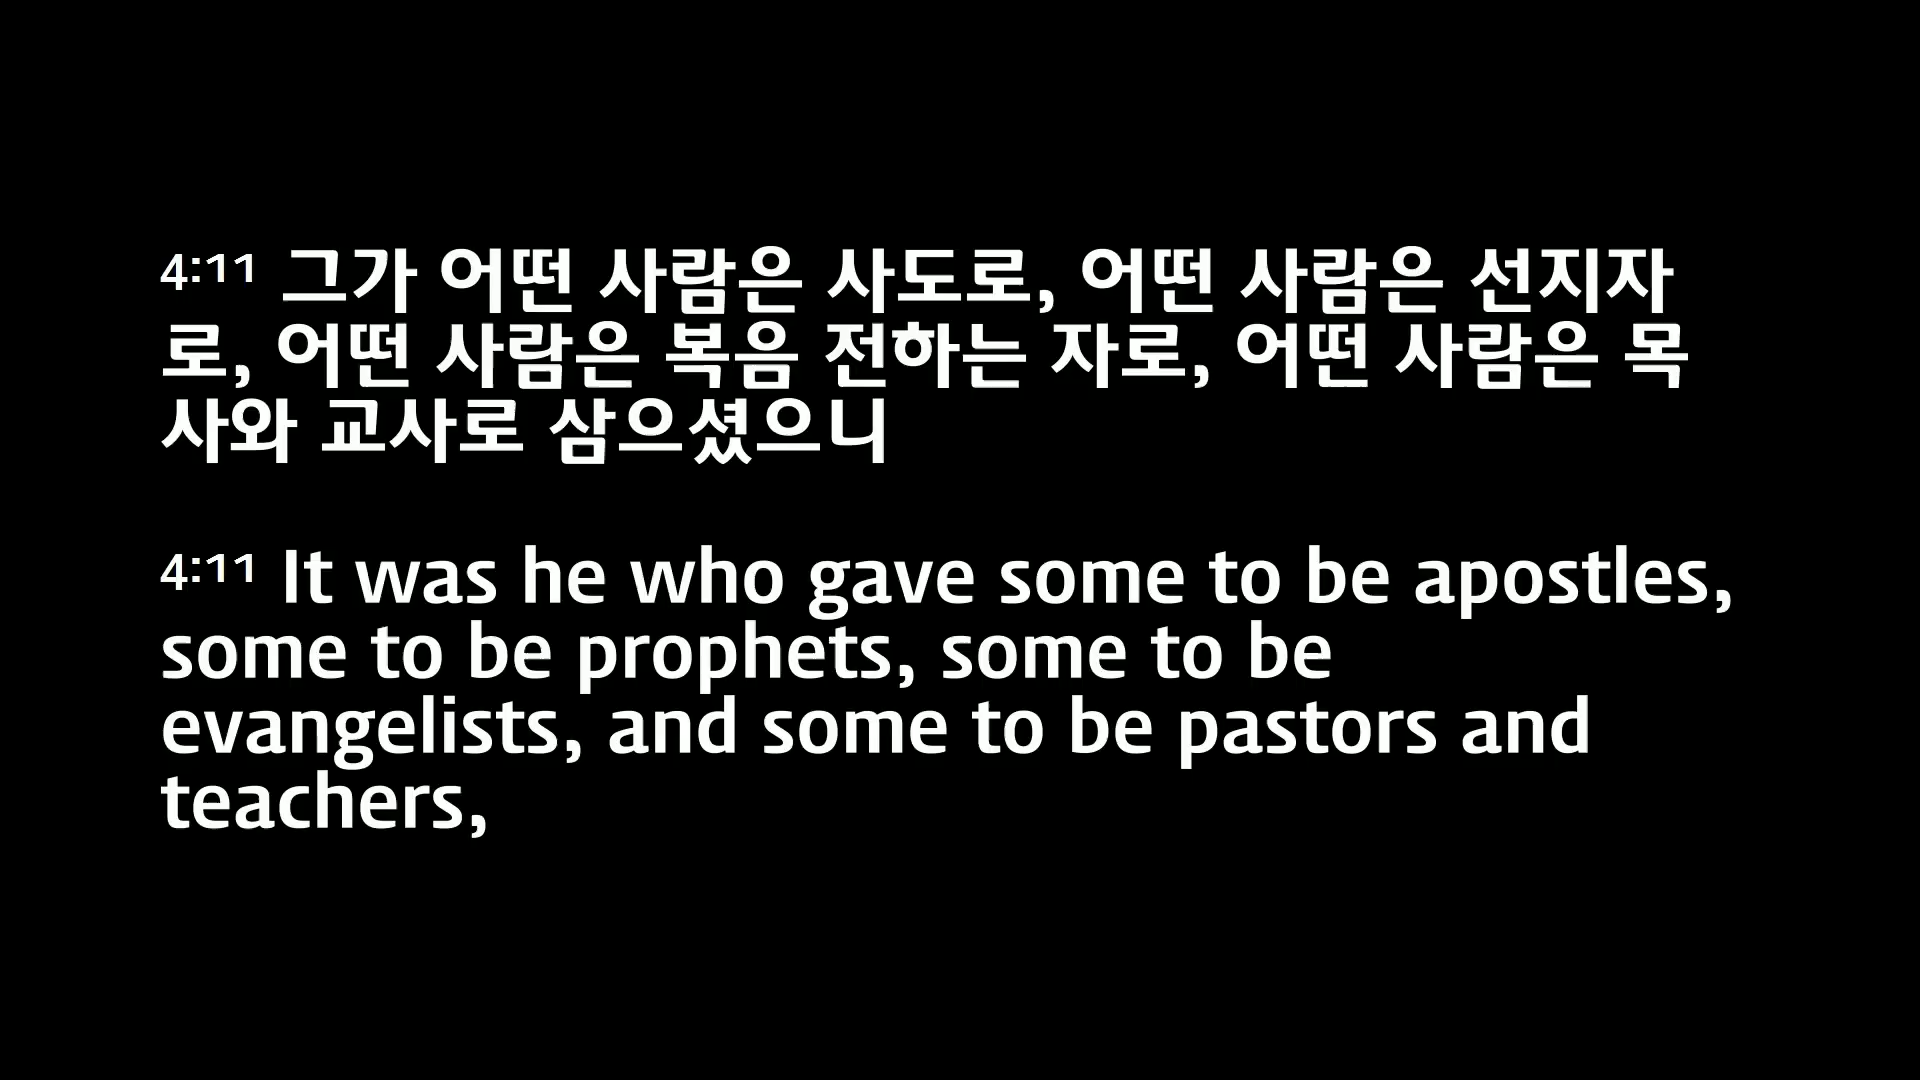 4:11 그가 어떤 사람은 사도로, 어떤 사람은 선지자
로, 어떤 사람은 복음 전하는 자로, 어떤 사람은 목
사와 교사로 삼으셨으니
4:11 It was he who gave some to be apostles,
some to be prophets, some to be
evangelists, and some to be pastors and
teachers,